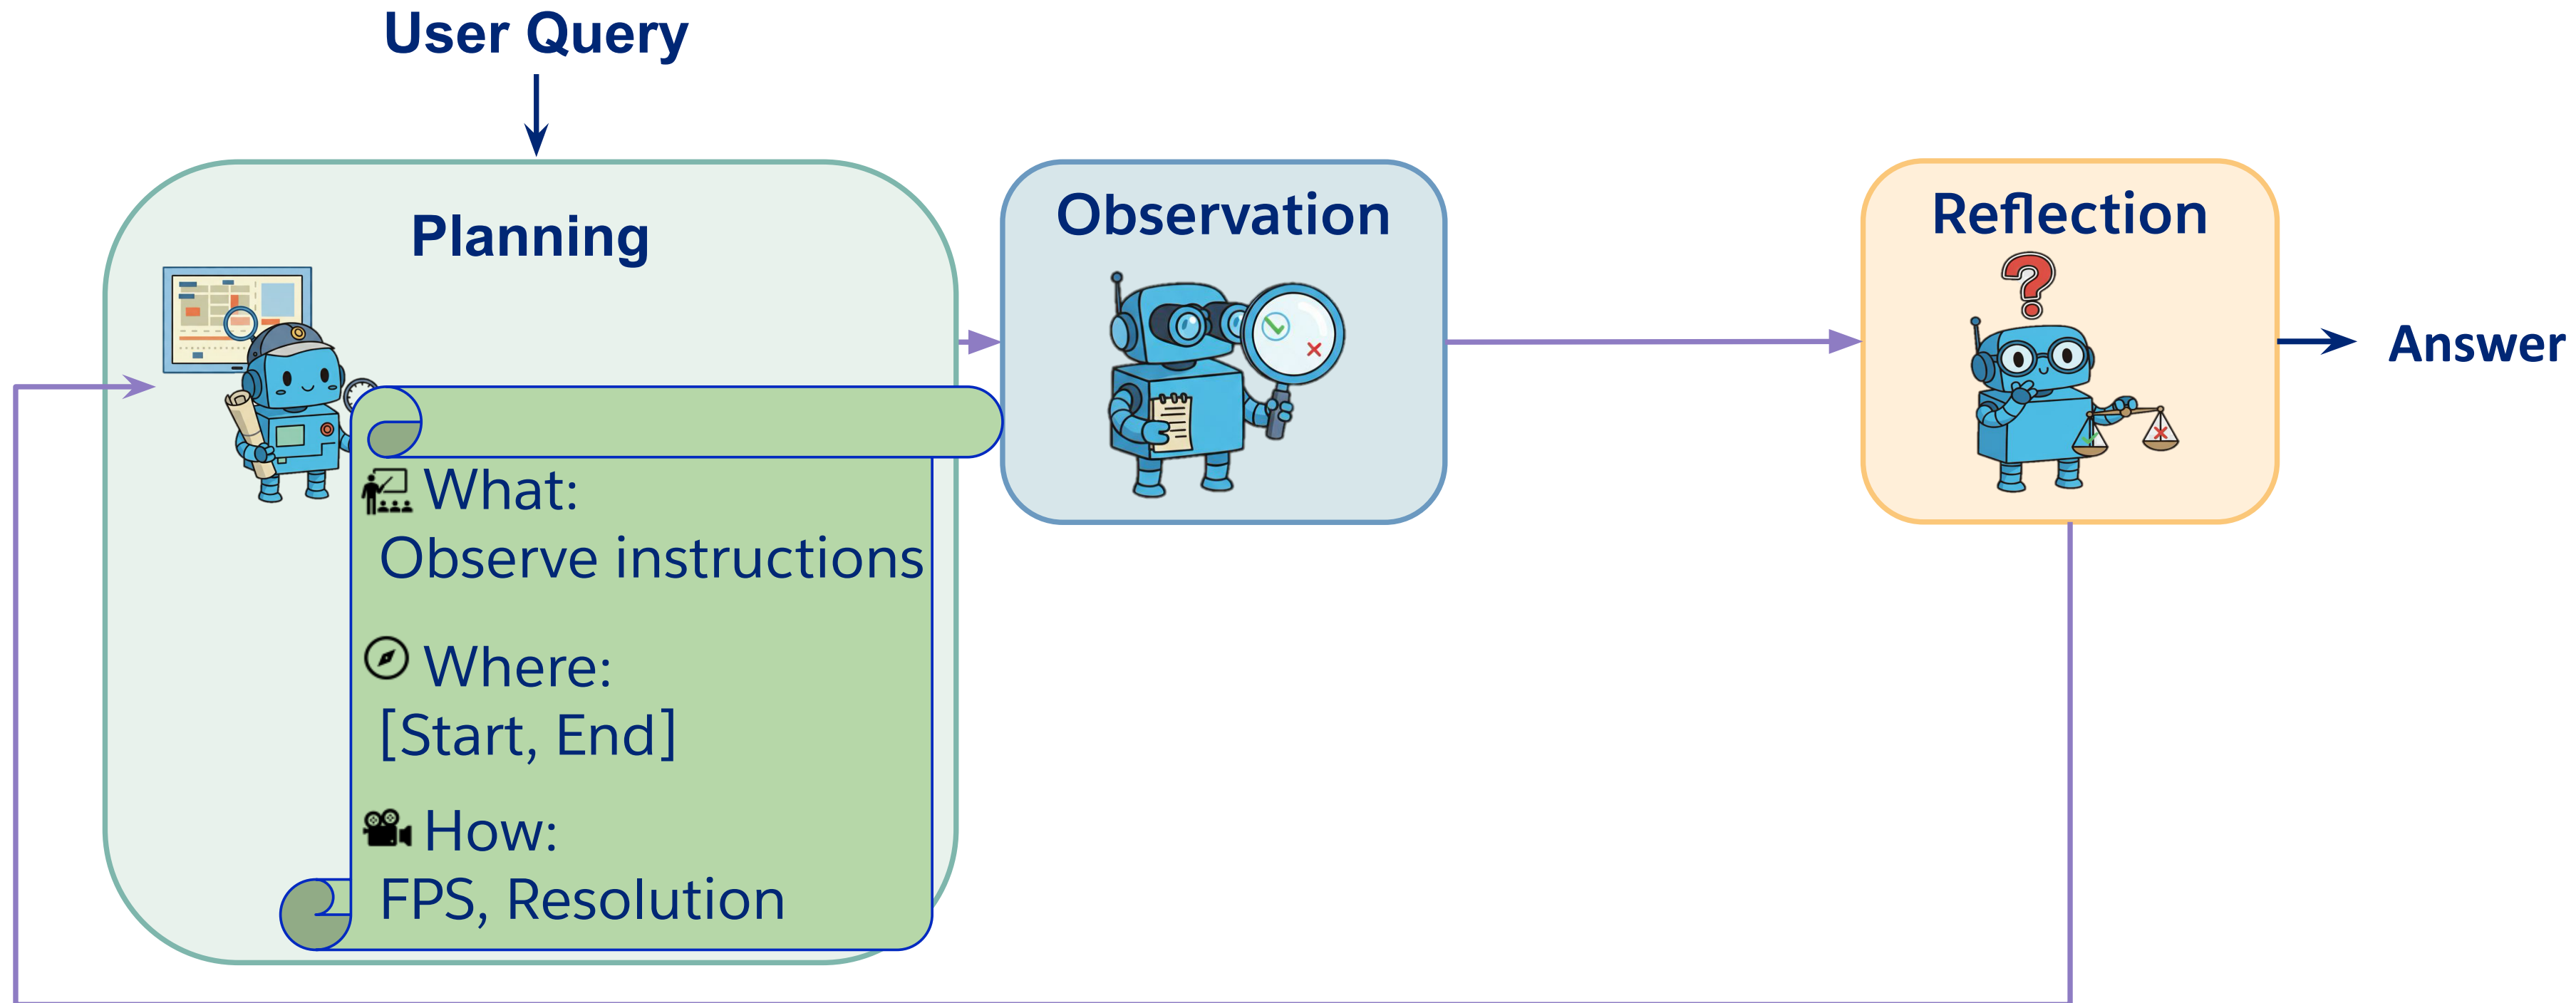 User Query
Planning
What:
Observe instructions
Where:
[Start, End]
How:
FPS, Resolution
Observation
Reflection
Answer